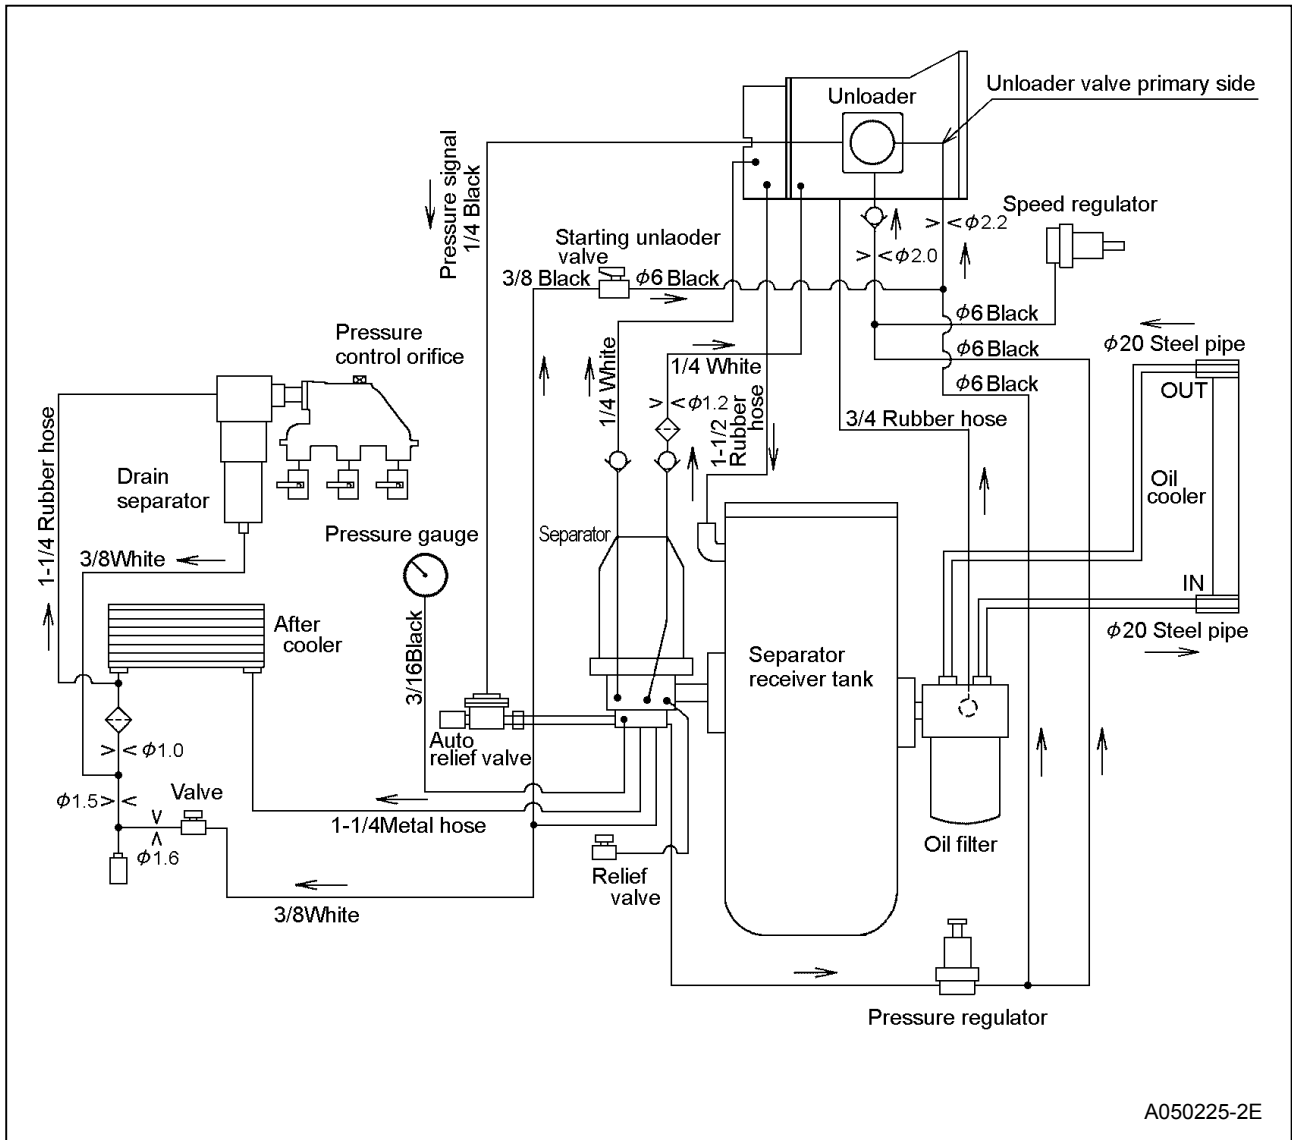 Unloader
Unloader valve primary side
Pressure signal
1/4 Black
Speed regulator
ϕ2.2
ϕ2.0
Starting unlaoder
valve
3/8 Black
ϕ6 Black
ϕ6 Black
ϕ6 Black
ϕ6 Black
ϕ20 Steel pipe
OUT
Pressure
control orifice
1/4 White
1/4 White
ϕ1.2
1-1/2
Rubber
hose
3/4 Rubber hose
1-1/4 Rubber hose
Drain
separator
Oil
cooler
Pressure gauge
Separator
3/8White
IN
ϕ20 Steel pipe
After
cooler
3/16Black
Separator
receiver tank
Auto
relief valve
ϕ1.0
ϕ1.5
Valve
ϕ1.6
1-1/4Metal hose
Oil filter
Relief
valve
3/8White
Pressure regulator
A050225-2E